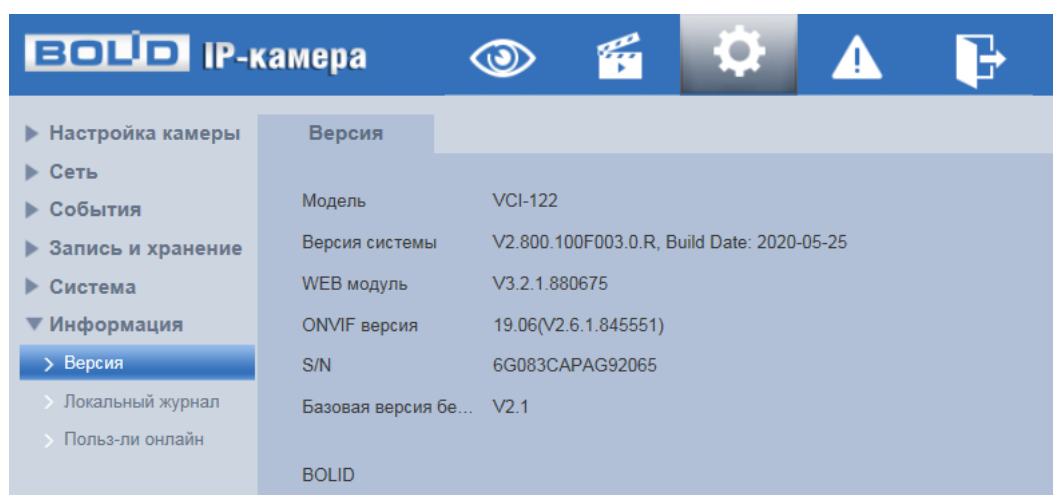 BOLID IP-камера
Настройка камеры
Сеть
События
Запись и хранение
Система
Информация
Версия
Локальный журнал
Польз-ли онлайн
Версия
Модель VCI-122
Версия системы V2.800.100F003.0.R, Build Date: 2020-05-25
WEB модуль V3.2.1.880675
ONVIF версия 19.06(V2.6.1.845551)
S/N 6G083CAPAG92065
Базовая версия бе... V2.1
BOLID